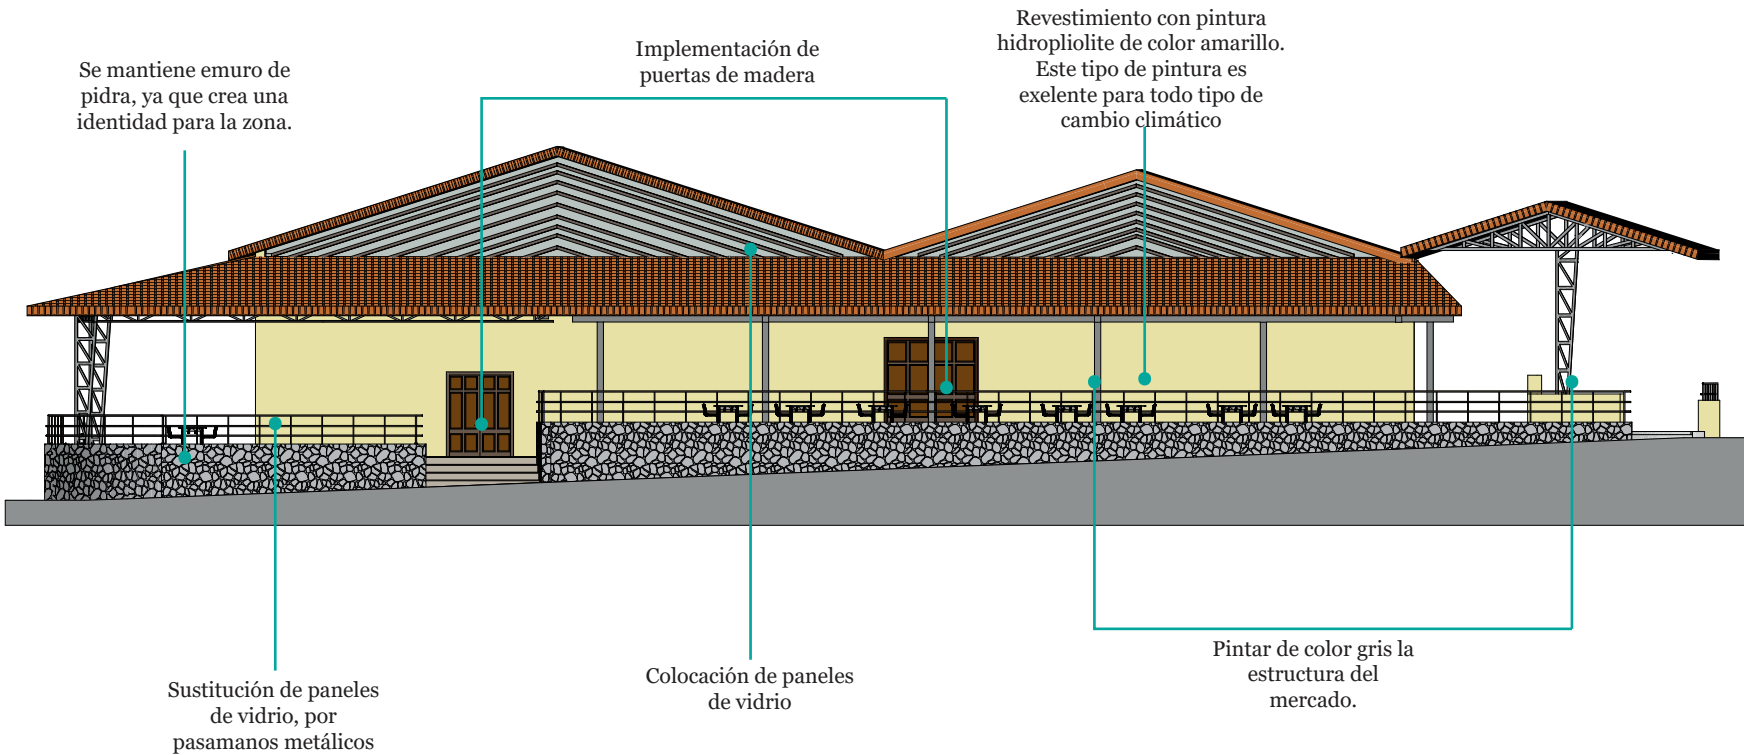 Se mantiene emuro de
pidra, ya que crea una
identidad para la zona.
Implementación de
puertas de madera
Revestimiento con pintura
hidropliolite de color amarillo.
Este tipo de pintura es
exelente para todo tipo de
cambio climático
Sustitución de paneles
de vidrio, por
pasamanos metálicos
Colocación de paneles
de vidrio
Pintar de color gris la
estructura del
mercado.